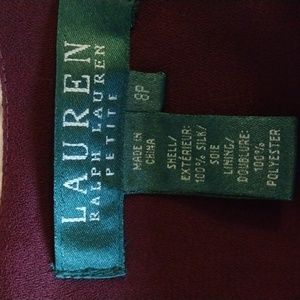 LAUREN
RALPH LAUREN
PETITE
8P
MADE IN
CHINA
SHELL/
EXTÉRIEUR:
100% SILK/
SOIE
LINING/
DOUBLURE:
100%
POLYESTER